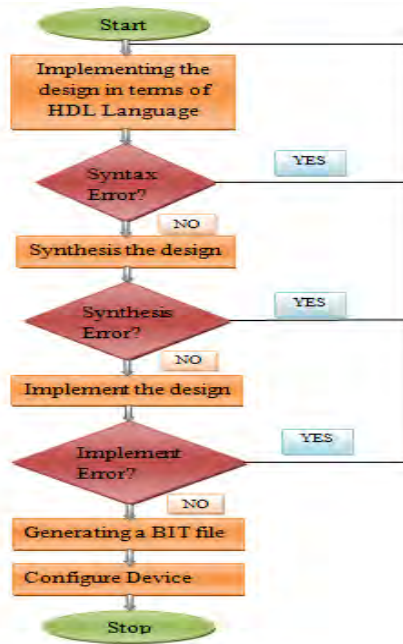 Start
Implementing the
design in terms of
HDL Language
Syntax
Error?
YES
NO
Synthesis the design
Synthesis
Error?
YES
NO
Implement the design
Implement
Error?
YES
NO
Generating a BIT file
Configure Device
Stop